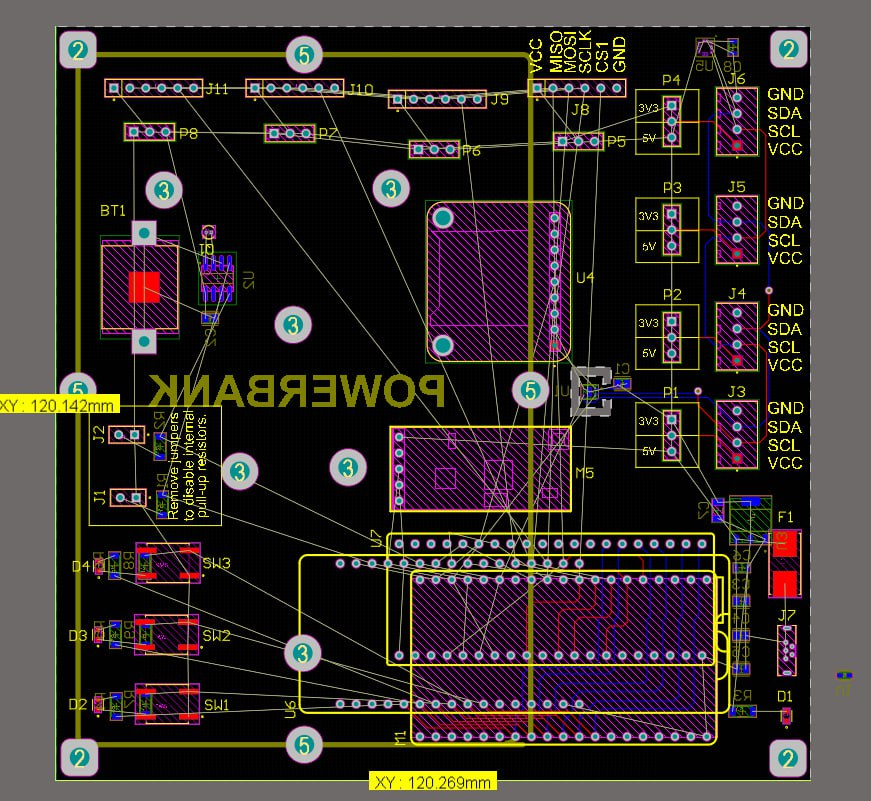 VCC
MISO
MOSI
SCLK
CS1
GND
2
5
2
J11
J10
J9
J8
P8
P7
P6
P5
P4
3V3
5V
U5
C8
J6
GND
SDA
SCL
VCC
3
3
P3
3V3
5V
J5
GND
SDA
SCL
VCC
BT1
U2
U4
3
P2
3V3
5V
J4
GND
SDA
SCL
VCC
POWERBANK
5
5
C1
XY : 120.142mm
P1
3V3
5V
J3
GND
SDA
SCL
VCC
J2
J1
Remove jumpers
to disable internal
pull-up resistors.
3
3
M5
F1
U7
D4
SW3
D3
SW2
3
J7
D2
SW1
U6
R3
D1
M1
2
5
2
XY : 120.269mm